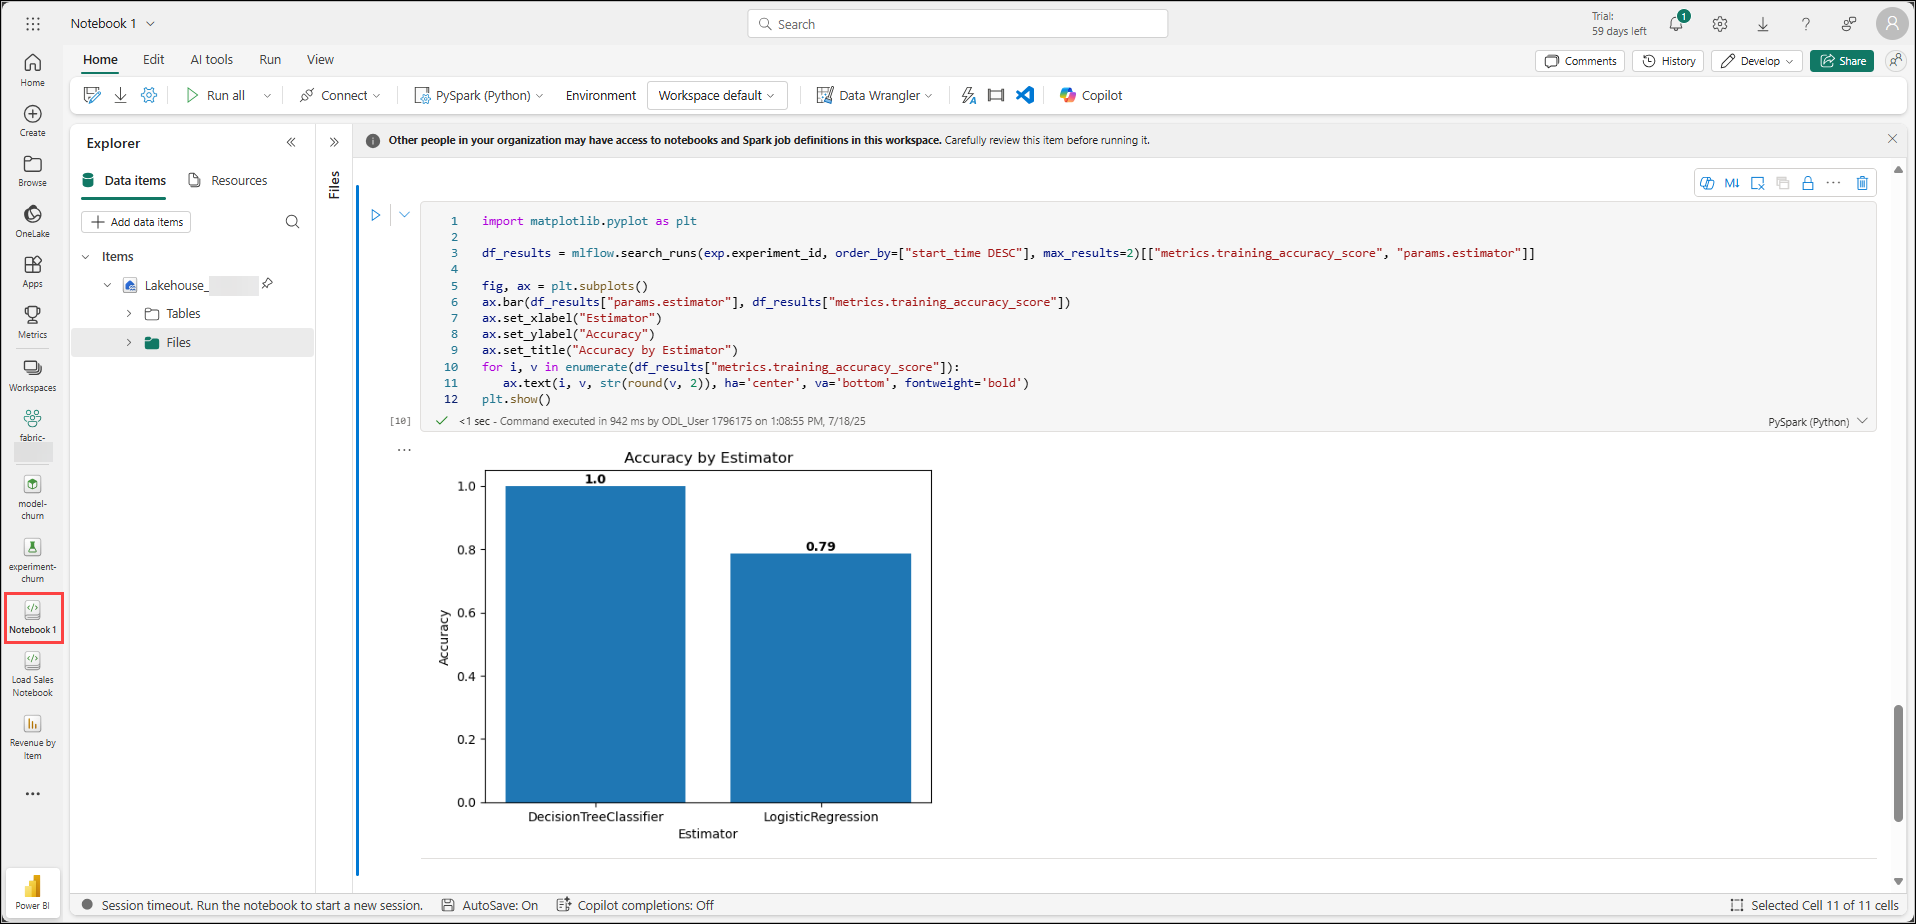 Notebook 1
Search
Trial:
59 days left
1
A
Home
Edit
AI tools
Run
View
Comments
History
Develop
Share
Run all
Connect
PySpark (Python)
Environment
Workspace default
Data Wrangler
Copilot
Home
Create
Browse
OneLake
Apps
Metrics
Workspaces
fabric-
model-
churn
experiment-
churn
Notebook 1
Load Sales
Notebook
Revenue by
Item
Power BI
Explorer
Data items
Resources
Add data items
Items
Lakehouse_
Tables
Files
Files
Other people in your organization may have access to notebooks and Spark job definitions in this workspace. Carefully review this item before running it.
M↓
1 import matplotlib.pyplot as plt
2
3 df_results = mlflow.search_runs(exp.experiment_id, order_by=["start_time DESC"], max_results=2)[["metrics.training_accuracy_score", "params.estimator"]]
4
5 fig, ax = plt.subplots()
6 ax.bar(df_results["params.estimator"], df_results["metrics.training_accuracy_score"])
7 ax.set_xlabel("Estimator")
8 ax.set_ylabel("Accuracy")
9 ax.set_title("Accuracy by Estimator")
10 for i, v in enumerate(df_results["metrics.training_accuracy_score"]):
11 ax.text(i, v, str(round(v, 2)), ha='center', va='bottom', fontweight='bold')
12 plt.show()
[10]
<1 sec - Command executed in 942 ms by ODL_User 1796175 on 1:08:55 PM, 7/18/25
PySpark (Python)
Accuracy by Estimator
1.0
0.79
1.0
0.8
0.6
0.4
0.2
0.0
Accuracy
DecisionTreeClassifier
LogisticRegression
Estimator
Session timeout. Run the notebook to start a new session.
AutoSave: On
Copilot completions: Off
Selected Cell 11 of 11 cells